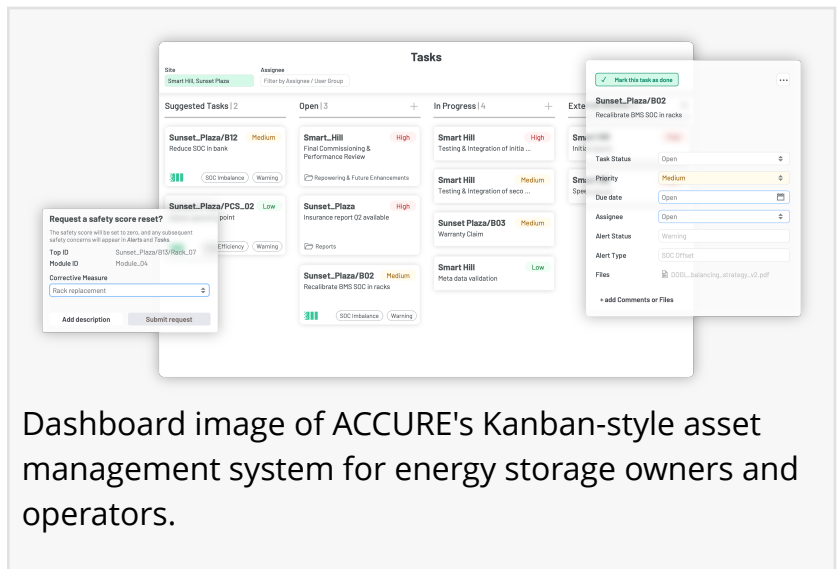 Tasks
Site
Smart Hill, Sunset Plaza
Assignee
Filter by Assignee / User Group
Suggested Tasks | 2
Sunset_Plaza/B12 Medium
Reduce SOC in bank
SOC Imbalance Warning
Sunset_Plaza/PCS_02 Low
point
Efficiency Warning
Open | 3 +
Smart_Hill High
Final Commissioning &
Performance Review
Repowering & Future Enhancements
Sunset_Plaza High
Insurance report Q2 available
Reports
Sunset_Plaza/B02 Medium
Recalibrate BMS SOC in racks
SOC Imbalance Warning
In Progress | 4 +
Smart Hill High
Testing & Integration of initia ...
Smart Hill Medium
Testing & Integration of seco ...
Sunset Plaza/B03 Medium
Warranty Claim
Smart Hill Low
Meta data validation
Request a safety score reset?
The safety score will be set to zero, and any subsequent
safety concerns will appear in Alerts and Tasks.
Top ID Sunset_Plaza/B13/Rack_07
Module ID Module_04
Corrective Measure
Rack replacement
Add description Submit request
✓ Mark this task as done ...
Sunset_Plaza/B02
Recalibrate BMS SOC in racks
Task Status Open
Priority Medium
Due date Open
Assignee Open
Alert Status Warning
Alert Type SOC Offset
Files
+ add Comments or Files
Dashboard image of ACCURE's Kanban-style asset
management system for energy storage owners and
operators.